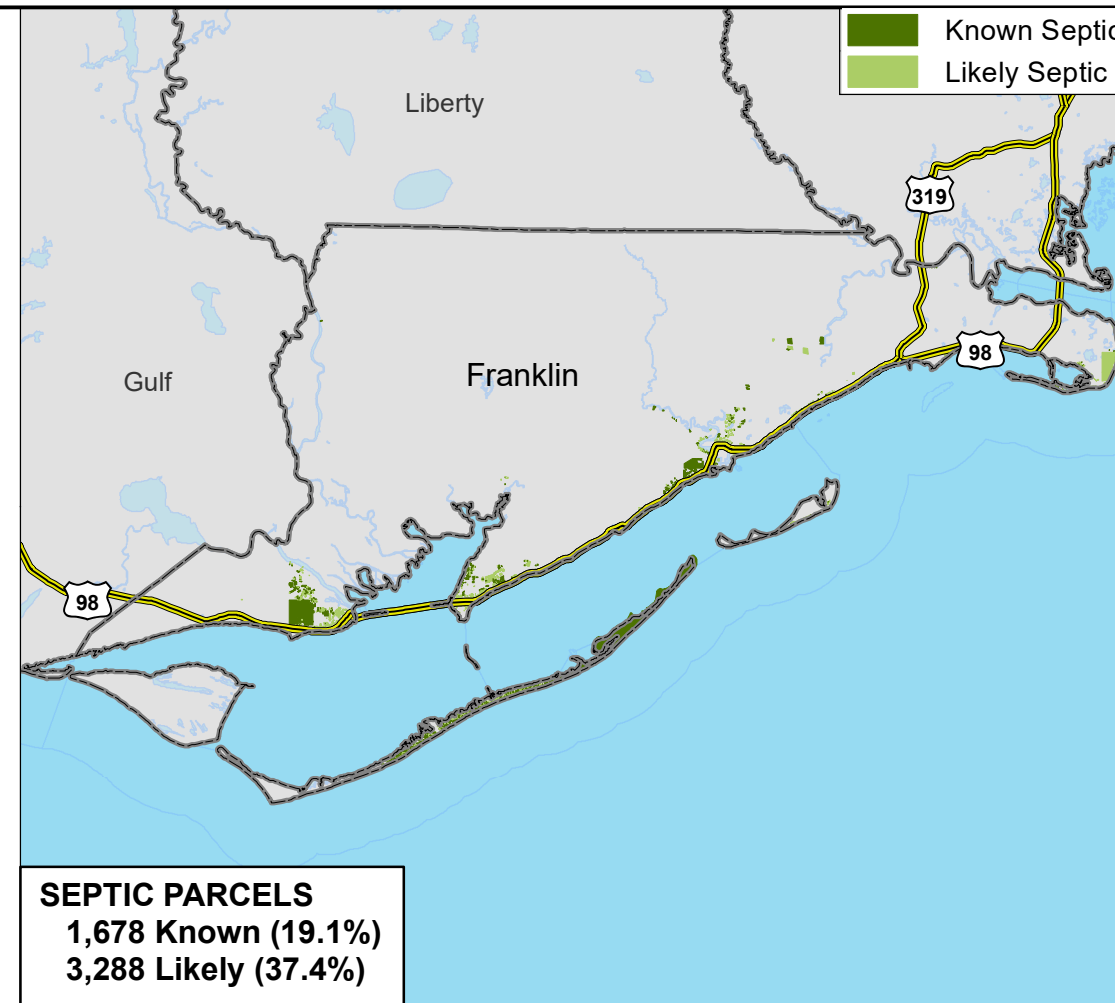 Known Septic
Likely Septic
Liberty
319
98
Franklin
Gulf
98
SEPTIC PARCELS
1,678 Known (19.1%)
3,288 Likely (37.4%)